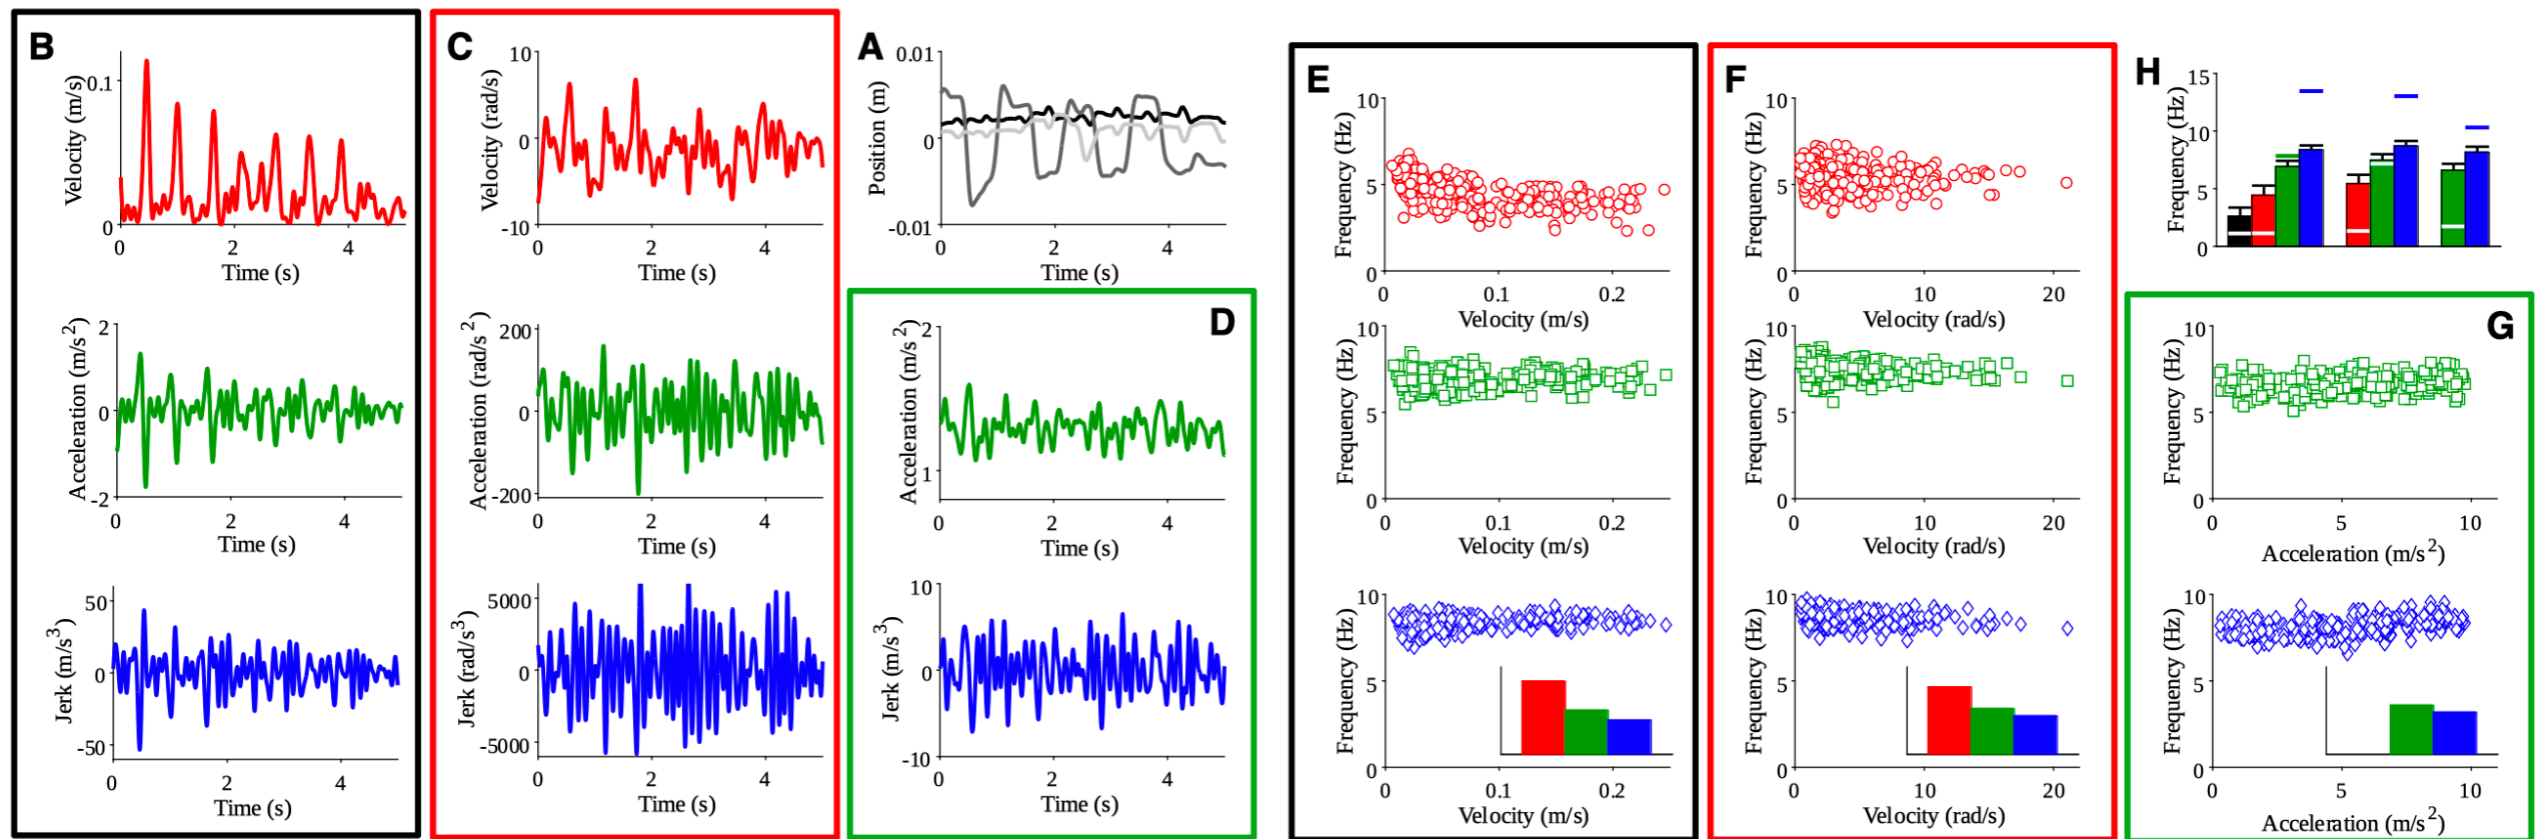 B
Velocity (m/s)
0.1
0
0
2
4
Time (s)
Acceleration (m/s²)
2
0
-2
0
2
4
Time (s)
Jerk (m/s³)
50
0
-50
0
2
4
Time (s)
C
Velocity (rad/s)
10
0
-10
0
2
4
Time (s)
Acceleration (rad/s²)
200
0
-200
0
2
4
Time (s)
Jerk (rad/s³)
5000
0
-5000
0
2
4
Time (s)
A
Position (m)
0.01
0
-0.01
0
2
4
Time (s)
D
Acceleration (m/s²)
2
1
0
2
4
Time (s)
Jerk (m/s³)
10
0
-10
0
2
4
Time (s)
E
Frequency (Hz)
10
5
0
0
0.1
0.2
Velocity (m/s)
Frequency (Hz)
10
5
0
0
0.1
0.2
Velocity (m/s)
Frequency (Hz)
10
5
0
0
0.1
0.2
Velocity (m/s)
F
Frequency (Hz)
10
5
0
0
10
20
Velocity (rad/s)
Frequency (Hz)
10
5
0
0
10
20
Velocity (rad/s)
Frequency (Hz)
10
5
0
0
10
20
Velocity (rad/s)
H
Frequency (Hz)
15
10
5
0
G
Frequency (Hz)
10
5
0
0
5
10
Acceleration (m/s²)
Frequency (Hz)
10
5
0
0
5
10
Acceleration (m/s²)